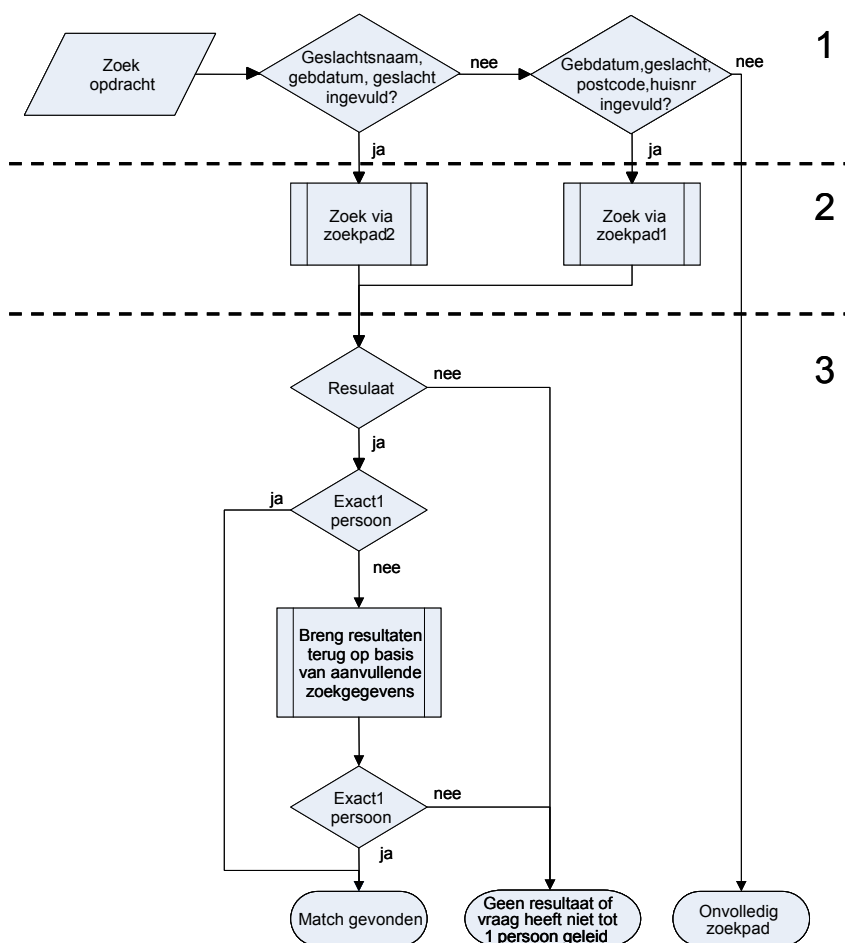 1
Zoek
opdracht
Geslachtsnaam,
gebdatum, geslacht
ingevuld?
nee
Gebdatum,geslacht,
postcode,huisnr
ingevuld?
nee
ja
ja
2
Zoek via
zoekpad2
Zoek via
zoekpad1
3
Resulaat
nee
ja
ja
Exact1
persoon
nee
Breng resultaten
terug op basis
van aanvullende
zoekgegevens
Exact1
persoon
nee
ja
Match gevonden
Geen resultaat of
vraag heeft niet tot
1 persoon geleid
Onvolledig
zoekpad